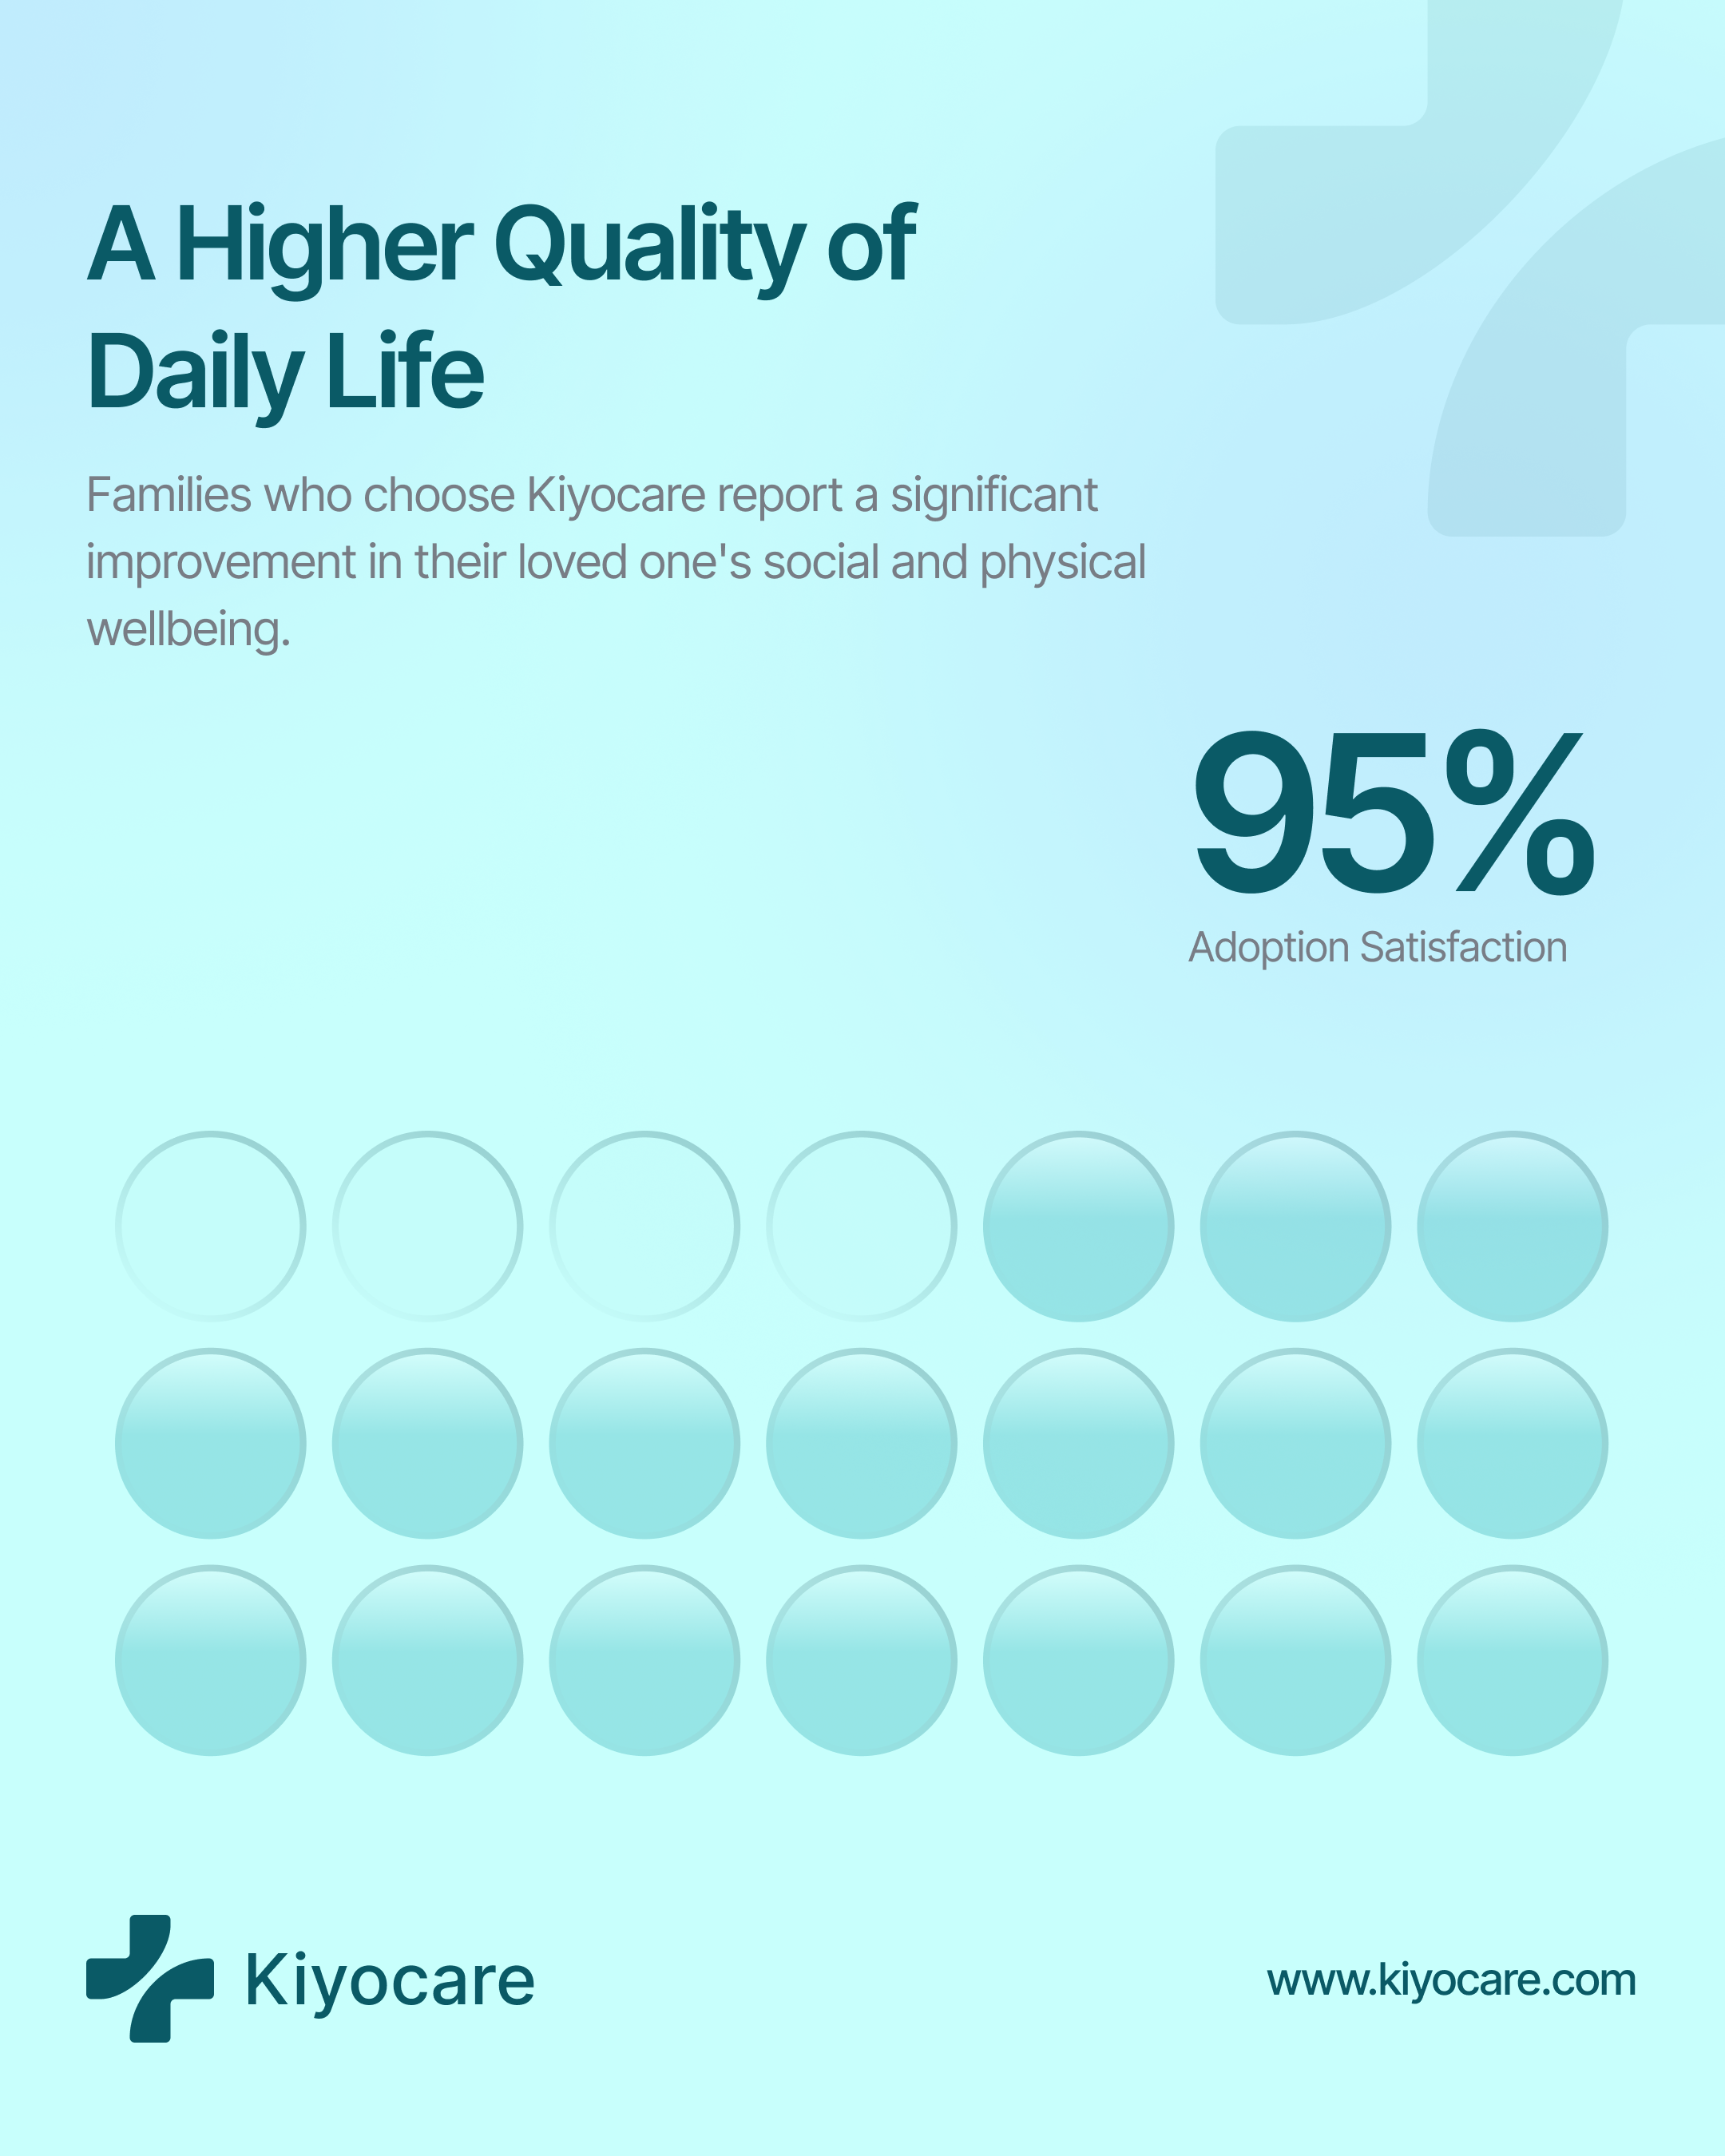 A Higher Quality of
Daily Life
Families who choose Kiyocare report a significant
improvement in their loved one's social and physical
wellbeing.
95%
Adoption Satisfaction
Kiyocare
www.kiyocare.com